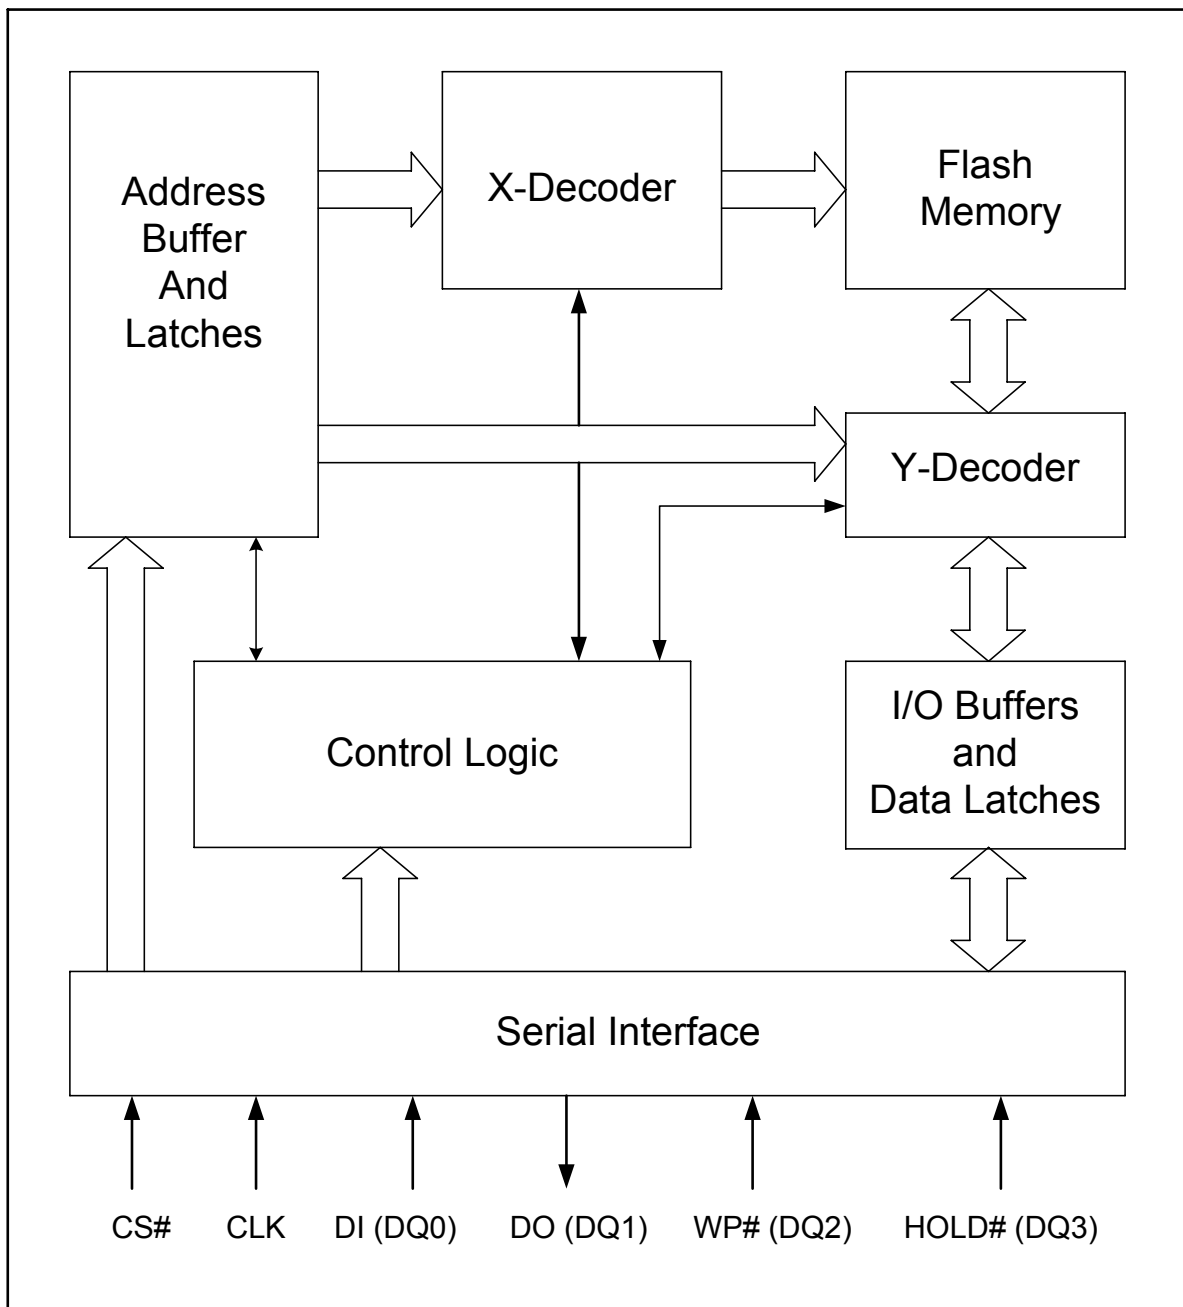 Address
Buffer
And
Latches
X-Decoder
Flash
Memory
Y-Decoder
Control Logic
I/O Buffers
and
Data Latches
Serial Interface
CS#
CLK
DI (DQ0)
DO (DQ1)
WP# (DQ2)
HOLD# (DQ3)